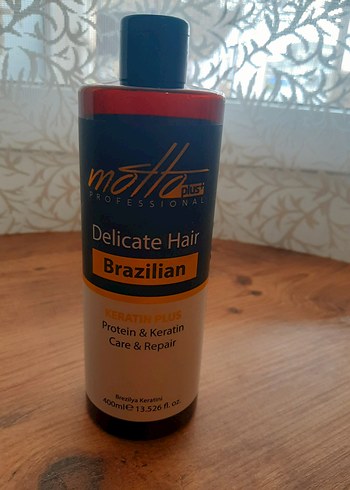 motto plus+
PROFESSIONAL
Delicate Hair
Brazilian
KERATIN PLUS
Protein & Keratin
Care & Repair
Brezilya Keratini
400ml℮ 13.526 fl. oz.